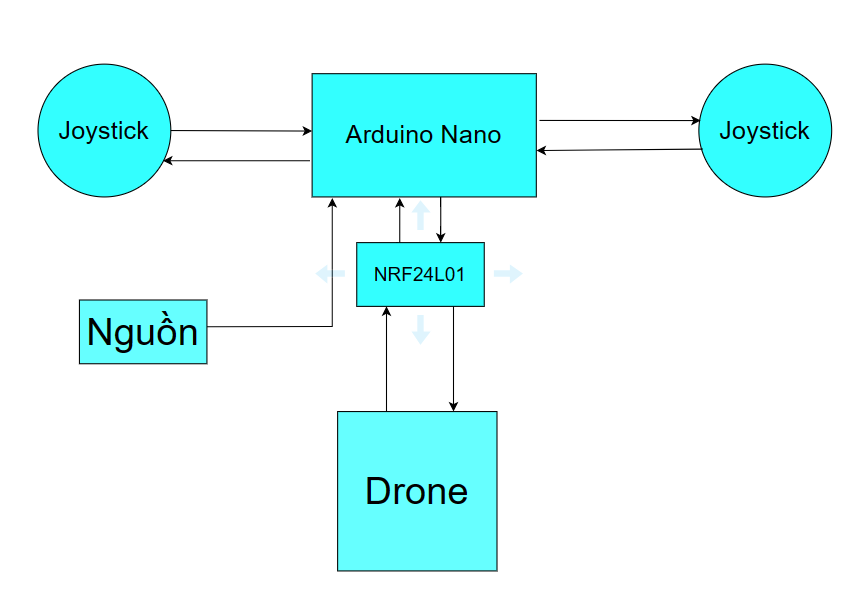 Joystick
Arduino Nano
Joystick
NRF24L01
Nguồn
Drone